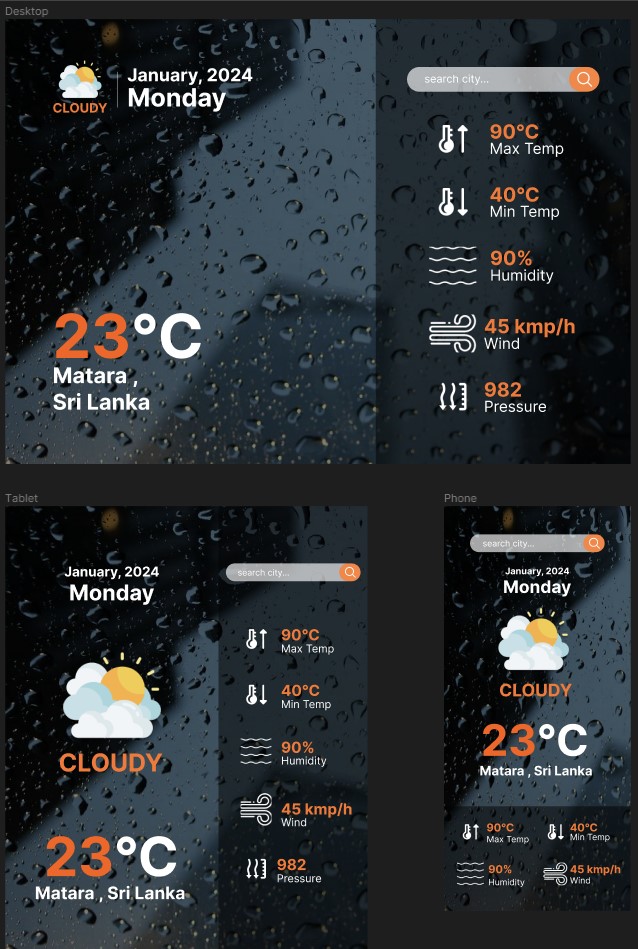 Desktop
CLOUDY
January, 2024
Monday
search city...
90°C
Max Temp
40°C
Min Temp
90%
Humidity
45 kmp/h
Wind
982
Pressure
23°C
Matara ,
Sri Lanka
Tablet
January, 2024
Monday
CLOUDY
23°C
Matara , Sri Lanka
search city...
90°C
Max Temp
40°C
Min Temp
90%
Humidity
45 kmp/h
Wind
982
Pressure
Phone
search city...
January, 2024
Monday
CLOUDY
23°C
Matara , Sri Lanka
90°C
Max Temp
40°C
Min Temp
90%
Humidity
45 kmp/h
Wind